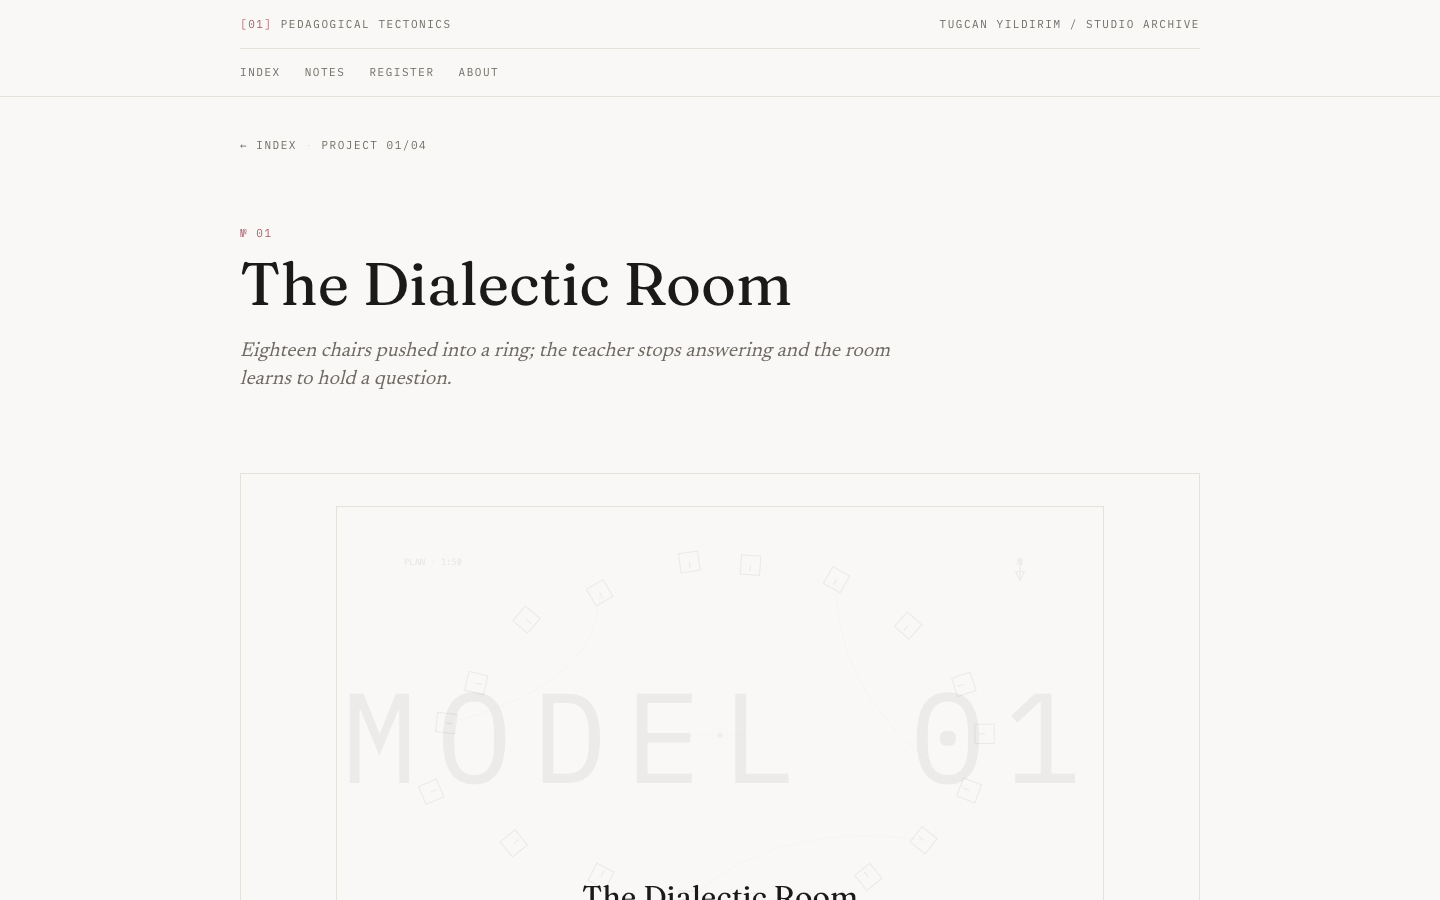 [01] PEDAGOGICAL TECTONICS
TUGCAN YILDIRIM / STUDIO ARCHIVE
INDEX NOTES REGISTER ABOUT
← INDEX · PROJECT 01/04
№ 01
The Dialectic Room
Eighteen chairs pushed into a ring; the teacher stops answering and the room
learns to hold a question.
PLAN · 1:50
N
MODEL 01
The Dialectic Room